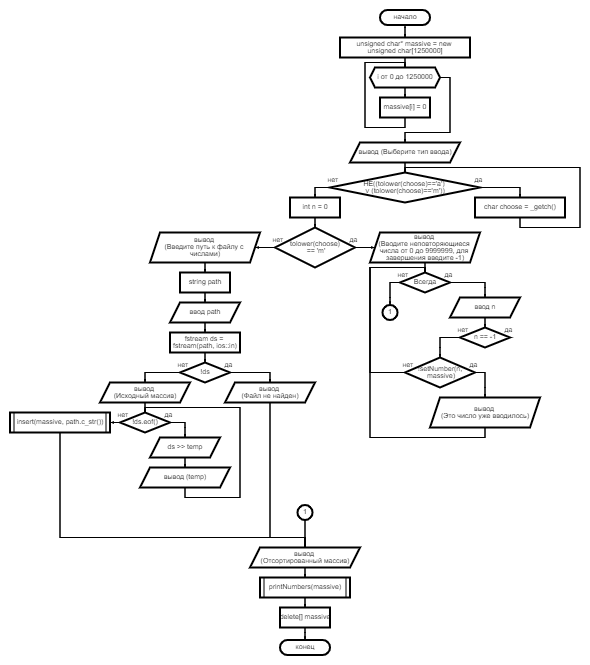 начало
unsigned char* massive = new
unsigned char[1250000]
i от 0 до 1250000
massive[i] = 0
вывод (Выберите тип ввода)
НЕ((tolower(choose)=='a')
v (tolower(choose)=='m'))
нет
да
int n = 0
char choose = _getch()
tolower(choose)
== 'm'
нет
да
вывод
(Введите путь к файлу с
числами)
вывод
(Ввeдите неповторяющиеся
числа от 0 до 9999999, для
завершения введите -1)
string path
Всегда
нет
да
ввод path
1
ввод n
fstream ds =
fstream(path, ios::in)
n == -1
нет
да
!ds
нет
да
!setNumber(n,
massive)
нет
да
вывод
(Исходный массив)
вывод
(Файл не найден)
вывод
(Это число уже вводилось)
insert(massive, path.c_str())
!ds.eof()
нет
да
ds >> temp
вывод (temp)
1
вывод
(Отсортированный массив)
printNumbers(massive)
delete[] massive
конец